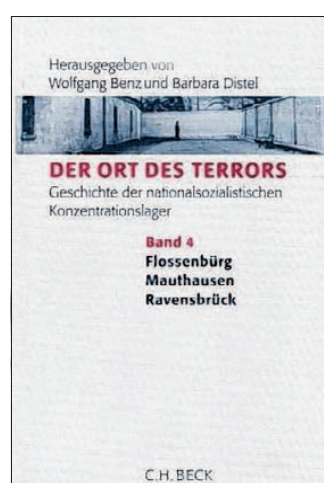 Herausgegeben von
Wolfgang Benz und Barbara Distel
DER ORT DES TERRORS
Geschichte der nationalsozialistischen
Konzentrationslager
Band 4
Flossenbürg
Mauthausen
Ravensbrück
C.H.BECK